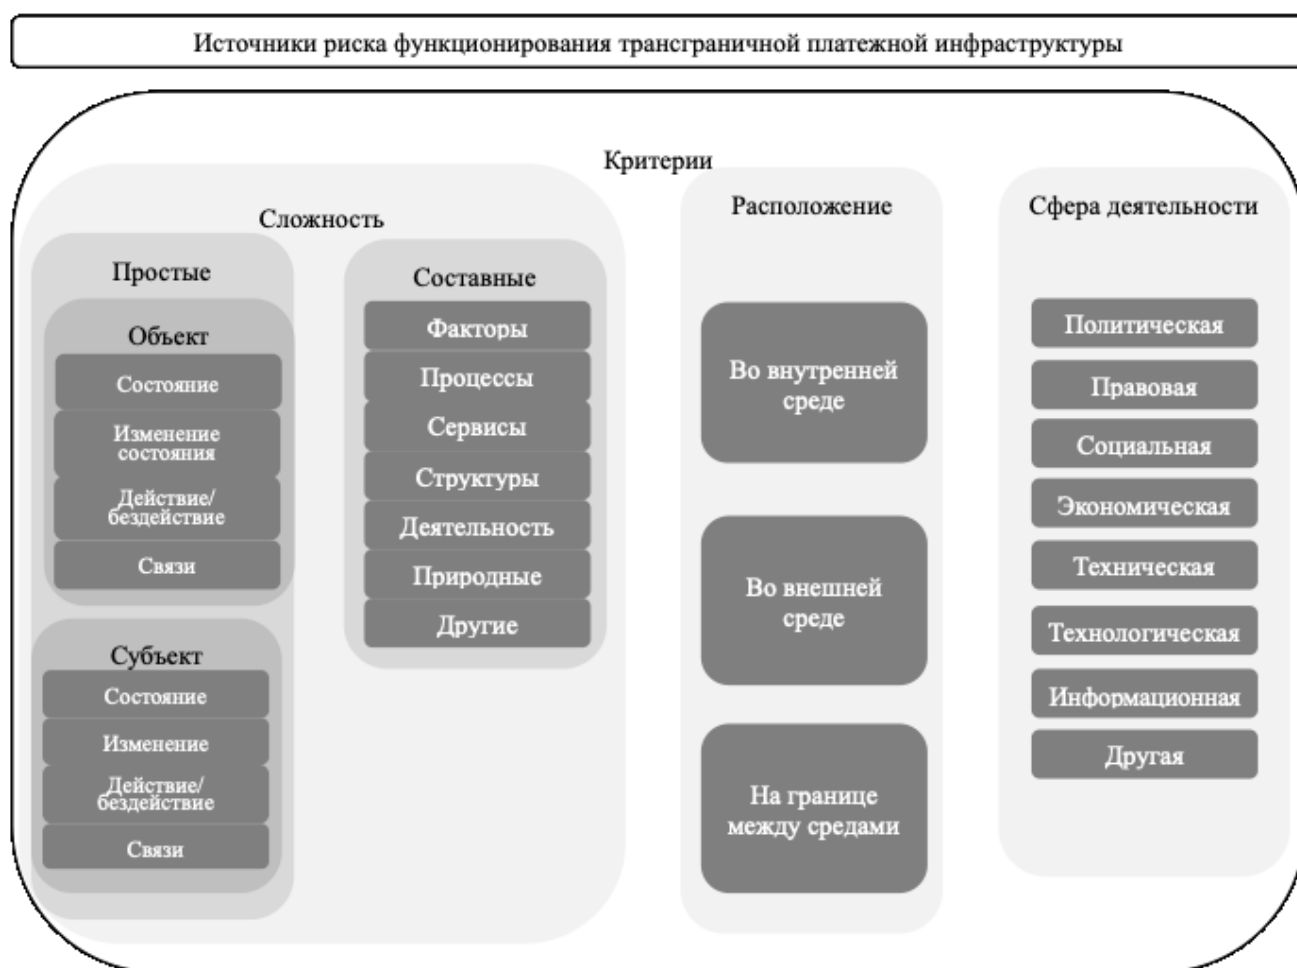 Источники риска функционирования трансграничной платежной инфраструктуры
Критерии
Сложность
Простые
Объект
Состояние
Изменение
состояния
Действие/
бездействие
Связи
Субъект
Состояние
Изменение
Действие/
бездействие
Связи
Составные
Факторы
Процессы
Сервисы
Структуры
Деятельность
Природные
Другие
Расположение
Во внутренней
среде
Во внешней
среде
На границе
между средами
Сфера деятельности
Политическая
Правовая
Социальная
Экономическая
Техническая
Технологическая
Информационная
Другая